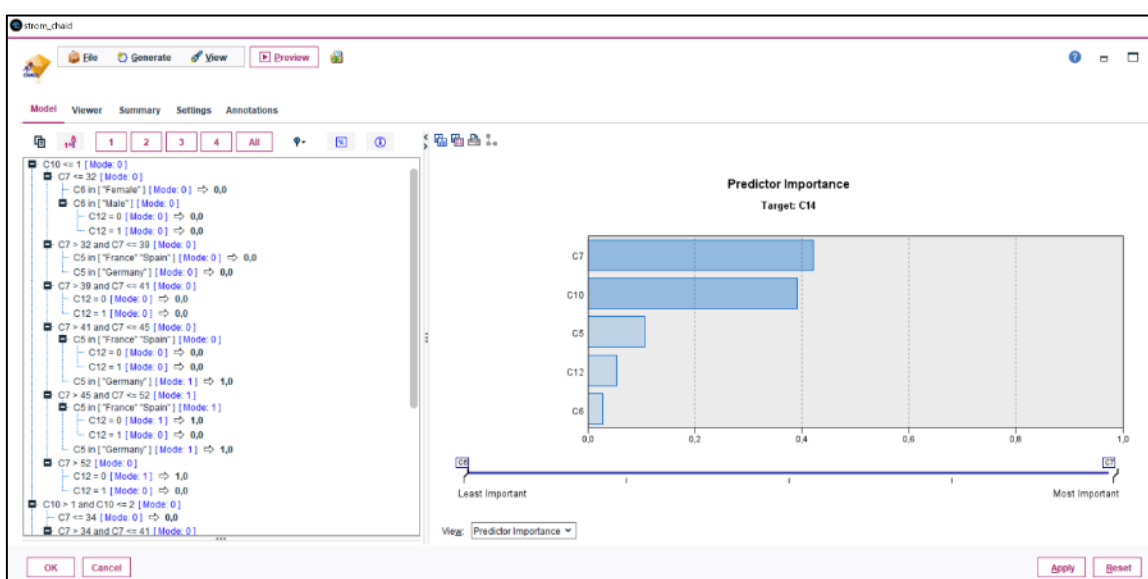 strom_chaid
File Generate View Preview
Model Viewer Summary Settings Annotations
1 2 3 4 All
C10 <= 1 [Mode: 0]
C7 <= 32 [Mode: 0]
C6 in ["Female"] [Mode: 0] ⇨ 0,0
C6 in ["Male"] [Mode: 0]
C12 = 0 [Mode: 0] ⇨ 0,0
C12 = 1 [Mode: 0] ⇨ 0,0
C7 > 32 and C7 <= 39 [Mode: 0]
C5 in ["France" "Spain"] [Mode: 0] ⇨ 0,0
C5 in ["Germany"] [Mode: 0] ⇨ 0,0
C7 > 39 and C7 <= 41 [Mode: 0]
C12 = 0 [Mode: 0] ⇨ 0,0
C12 = 1 [Mode: 0] ⇨ 0,0
C7 > 41 and C7 <= 45 [Mode: 0]
C5 in ["France" "Spain"] [Mode: 0]
C12 = 0 [Mode: 0] ⇨ 0,0
C12 = 1 [Mode: 0] ⇨ 0,0
C5 in ["Germany"] [Mode: 1] ⇨ 1,0
C7 > 45 and C7 <= 52 [Mode: 1]
C5 in ["France" "Spain"] [Mode: 1]
C12 = 0 [Mode: 1] ⇨ 1,0
C12 = 1 [Mode: 0] ⇨ 0,0
C5 in ["Germany"] [Mode: 1] ⇨ 1,0
C7 > 52 [Mode: 0]
C12 = 0 [Mode: 1] ⇨ 1,0
C12 = 1 [Mode: 0] ⇨ 0,0
C10 > 1 and C10 <= 2 [Mode: 0]
C7 <= 34 [Mode: 0] ⇨ 0,0
C7 > 34 and C7 <= 41 [Mode: 0]
Predictor Importance
Target: C14
C7
C10
C5
C12
C6
0,0 0,2 0,4 0,6 0,8 1,0
C6 C7
Least Important Most Important
View: Predictor Importance
OK Cancel Apply Reset